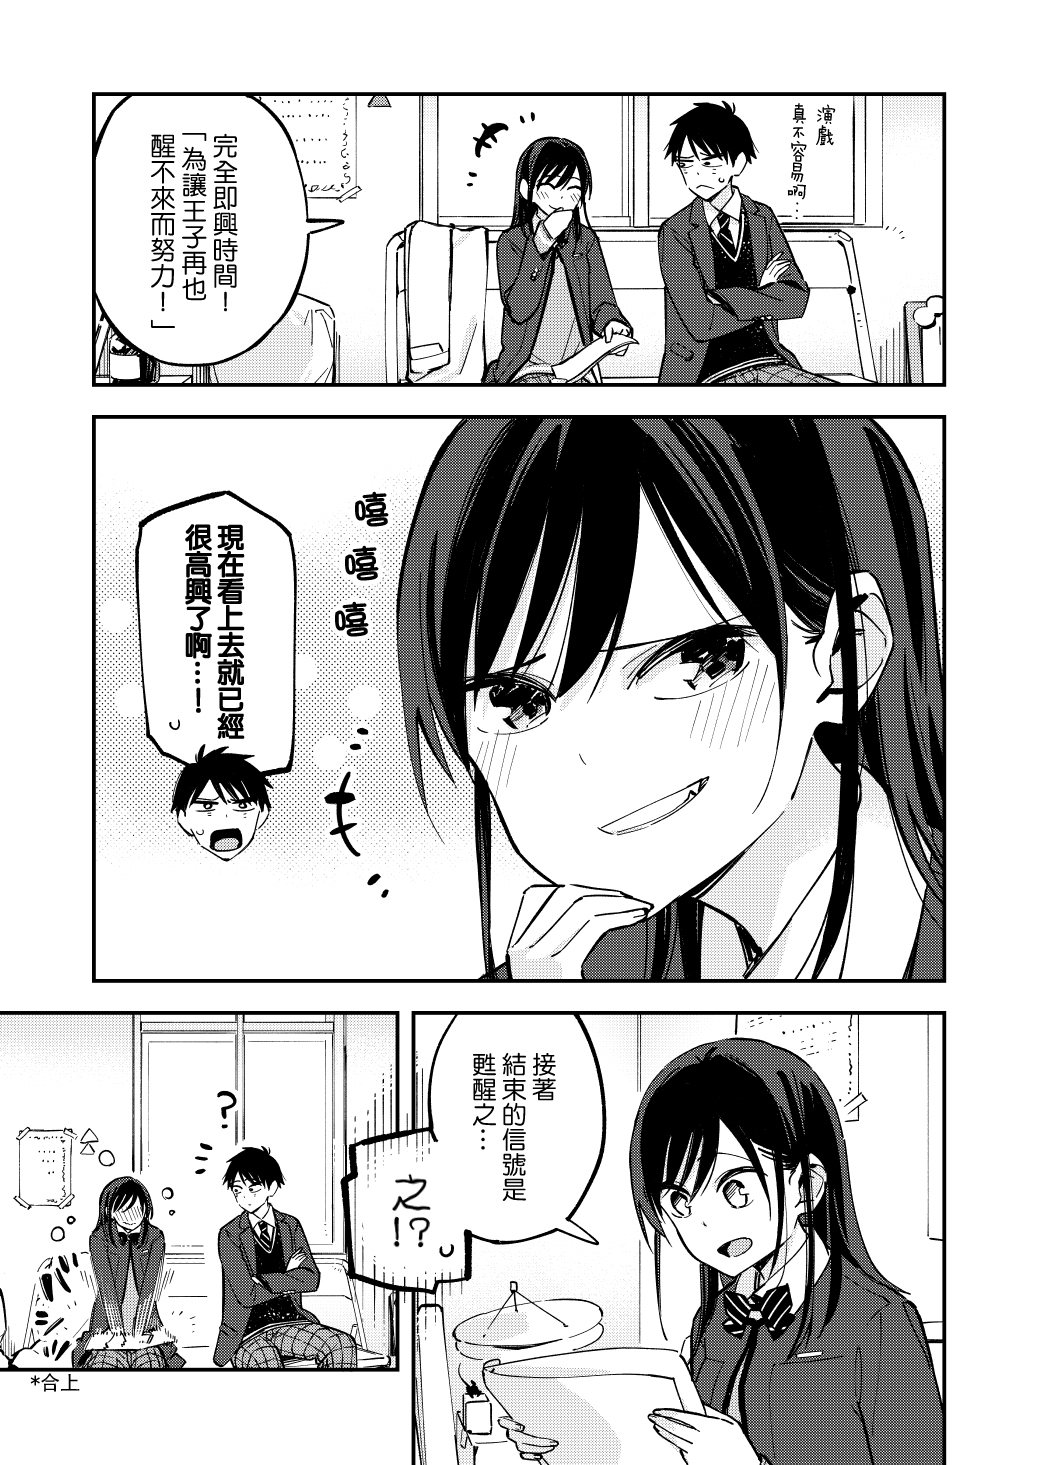 演戲
真不容易啊…
完全即興時間！
「為讓王子再也
醒不來而努力！」
嘻
嘻
嘻
現在看上去就已經
很高興了啊…！
接著
結束的信號是
甦醒之…
之!?
?
*合上